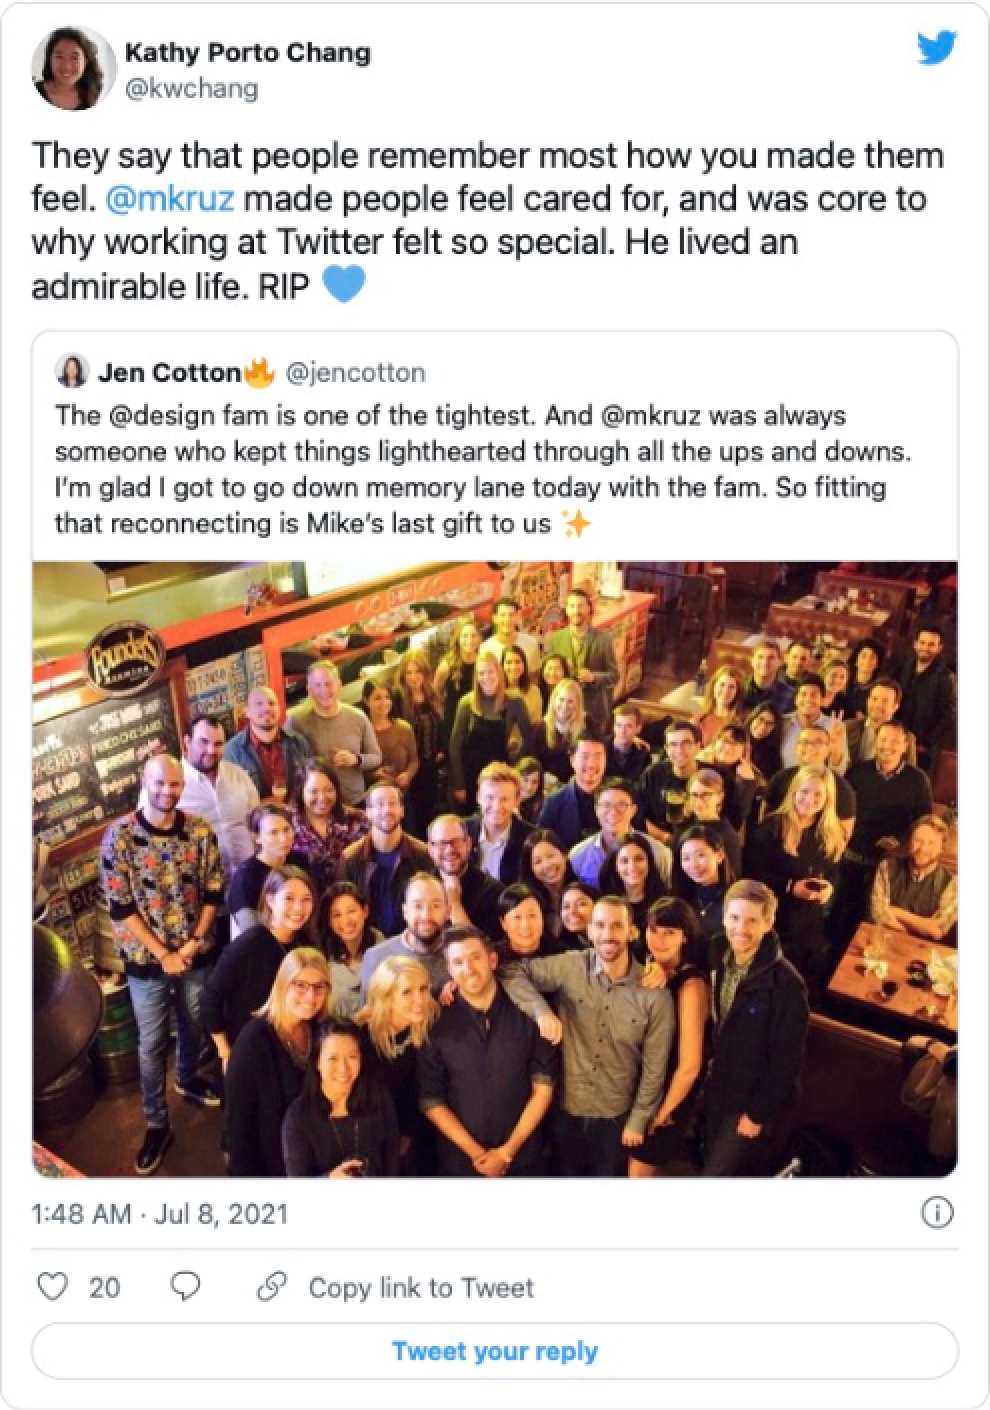 Kathy Porto Chang
@kwchang
They say that people remember most how you made them
feel. @mkruz made people feel cared for, and was core to
why working at Twitter felt so special. He lived an
admirable life. RIP 💙
Jen Cotton🔥 @jencotton
The @design fam is one of the tightest. And @mkruz was always
someone who kept things lighthearted through all the ups and downs.
I'm glad I got to go down memory lane today with the fam. So fitting
that reconnecting is Mike's last gift to us ✨
Founders
1:48 AM · Jul 8, 2021
20
Copy link to Tweet
Tweet your reply